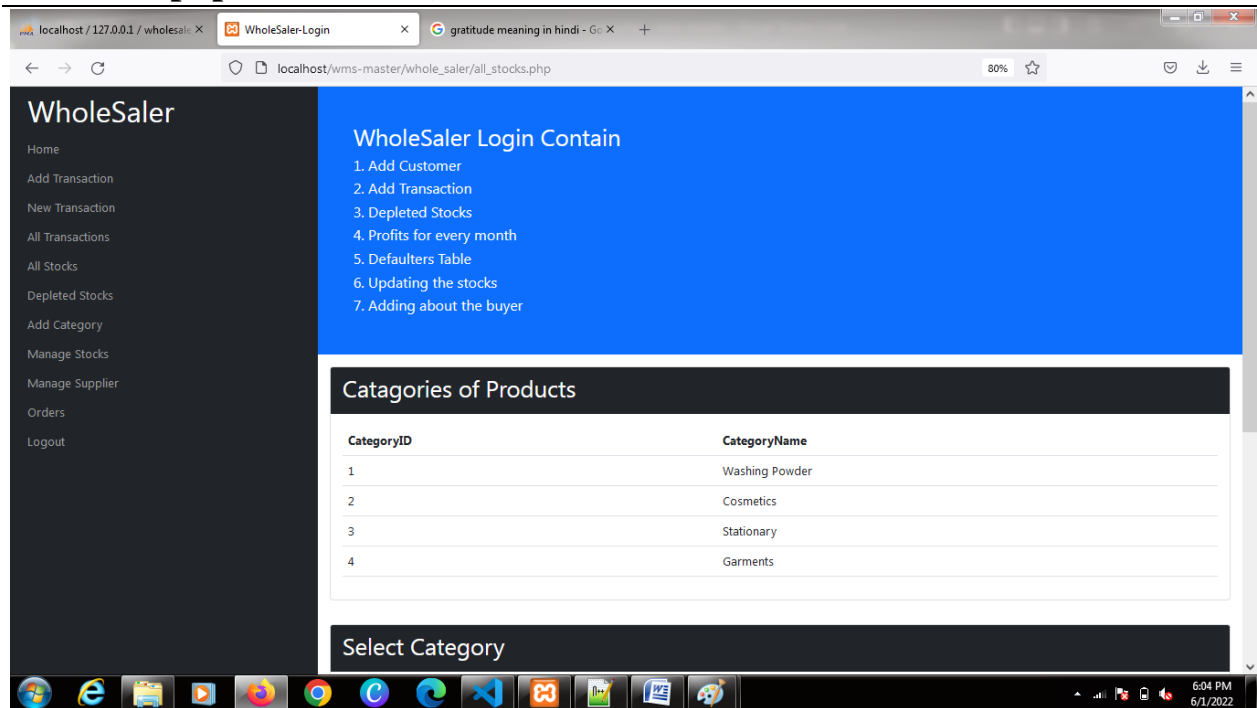 localhost / 127.0.0.1 / wholesale
WholeSaler-Login
gratitude meaning in hindi - Go
localhost/wms-master/whole_saler/all_stocks.php
80%
WholeSaler
Home
Add Transaction
New Transaction
All Transactions
All Stocks
Depleted Stocks
Add Category
Manage Stocks
Manage Supplier
Orders
Logout
WholeSaler Login Contain
1. Add Customer
2. Add Transaction
3. Depleted Stocks
4. Profits for every month
5. Defaulters Table
6. Updating the stocks
7. Adding about the buyer
Catagories of Products
CategoryID CategoryName
1 Washing Powder
2 Cosmetics
3 Stationary
4 Garments
Select Category
6:04 PM
6/1/2022